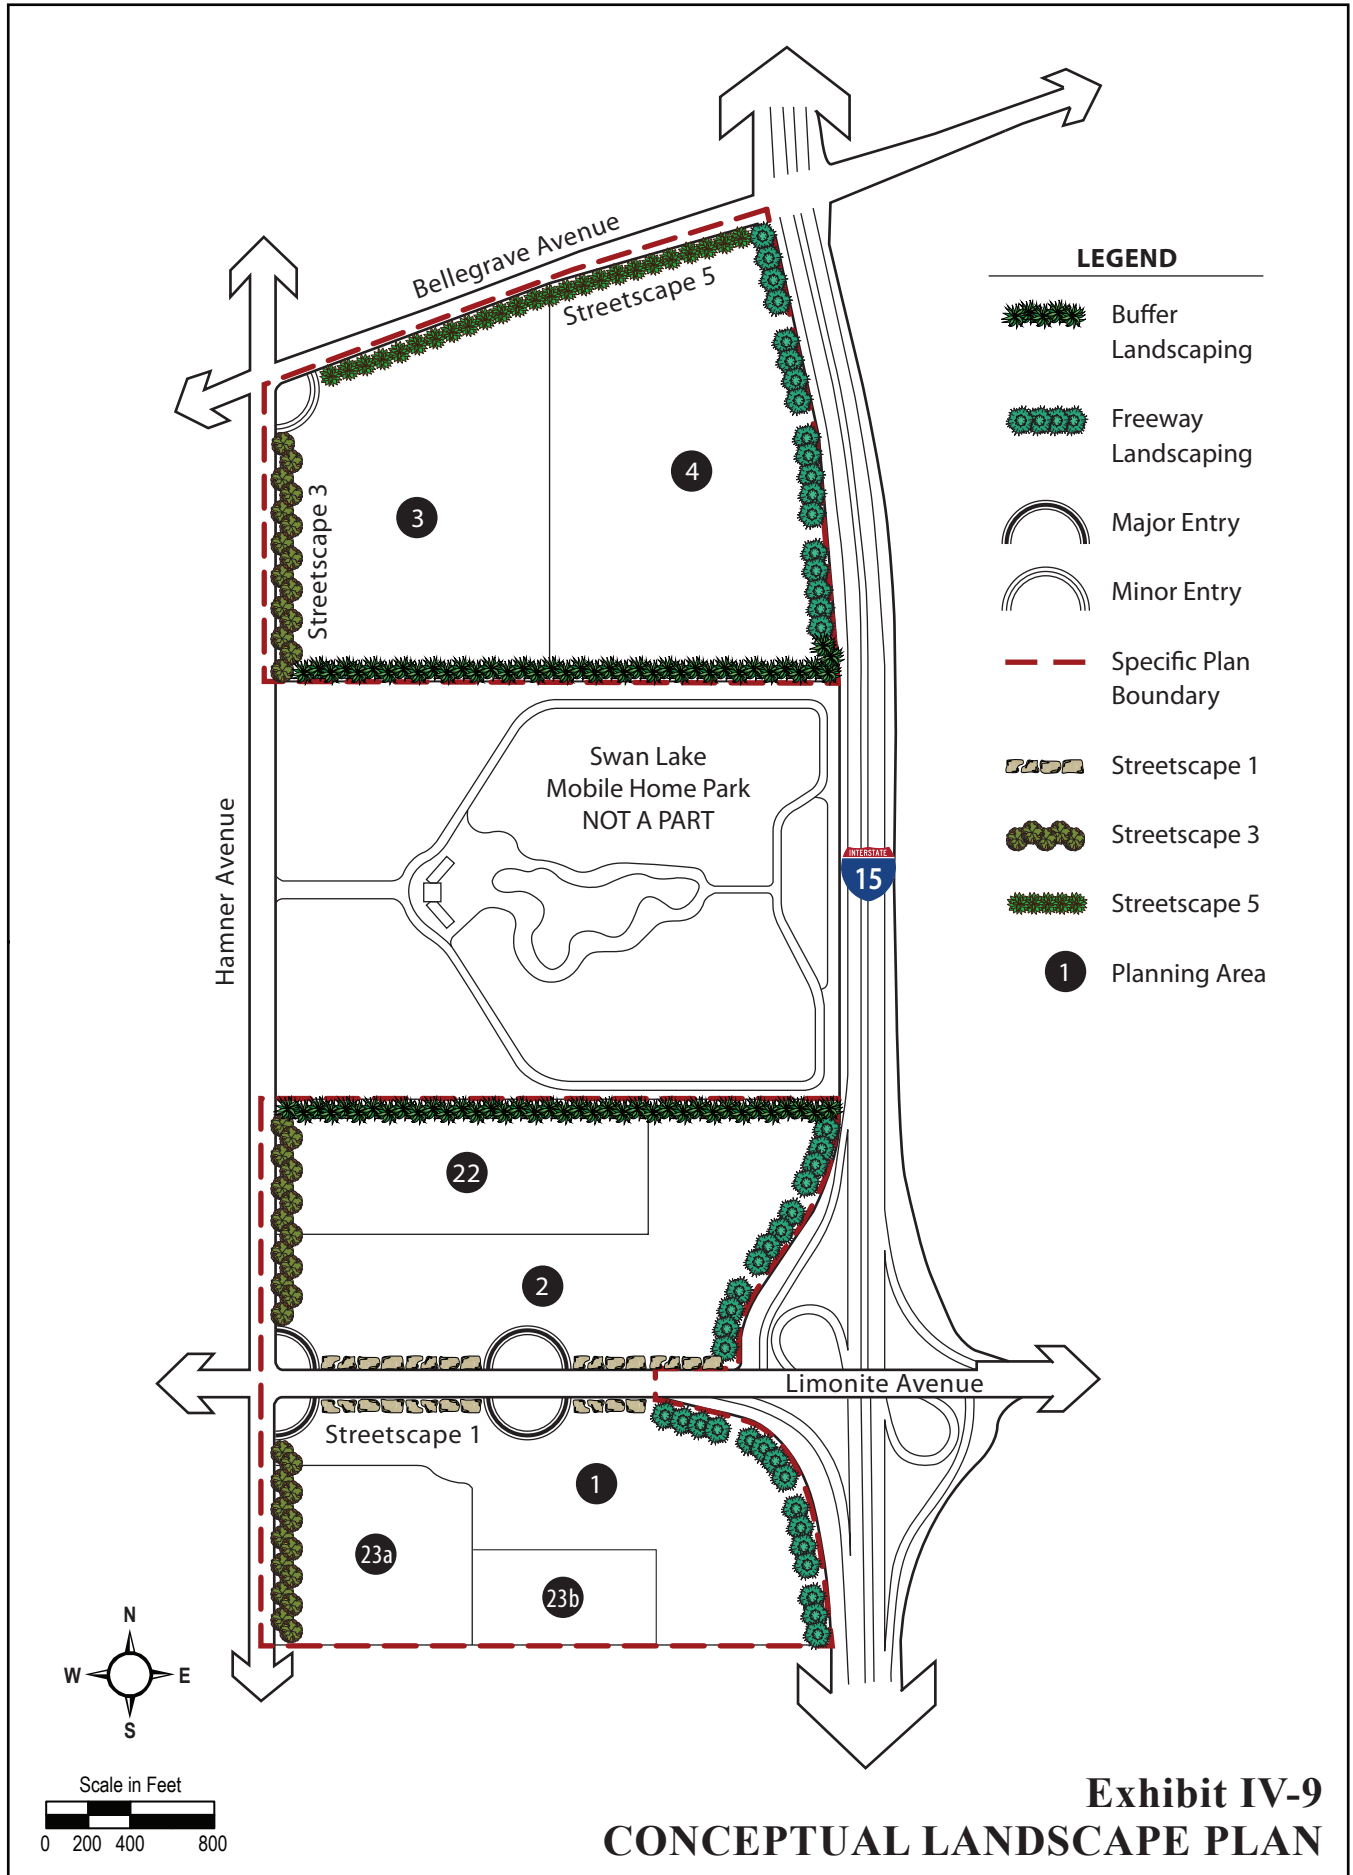 Bellegrave Avenue
Streetscape 5
LEGEND
Buffer
Landscaping
Freeway
Landscaping
Major Entry
Minor Entry
Specific Plan
Boundary
Streetscape 1
Streetscape 3
Streetscape 5
1
Planning Area
3
4
Streetscape 3
Swan Lake
Mobile Home Park
NOT A PART
INTERSTATE
15
Hamner Avenue
22
2
Limonite Avenue
Streetscape 1
1
23a
23b
N
W E
S
Scale in Feet
0 200 400 800
Exhibit IV-9
CONCEPTUAL LANDSCAPE PLAN